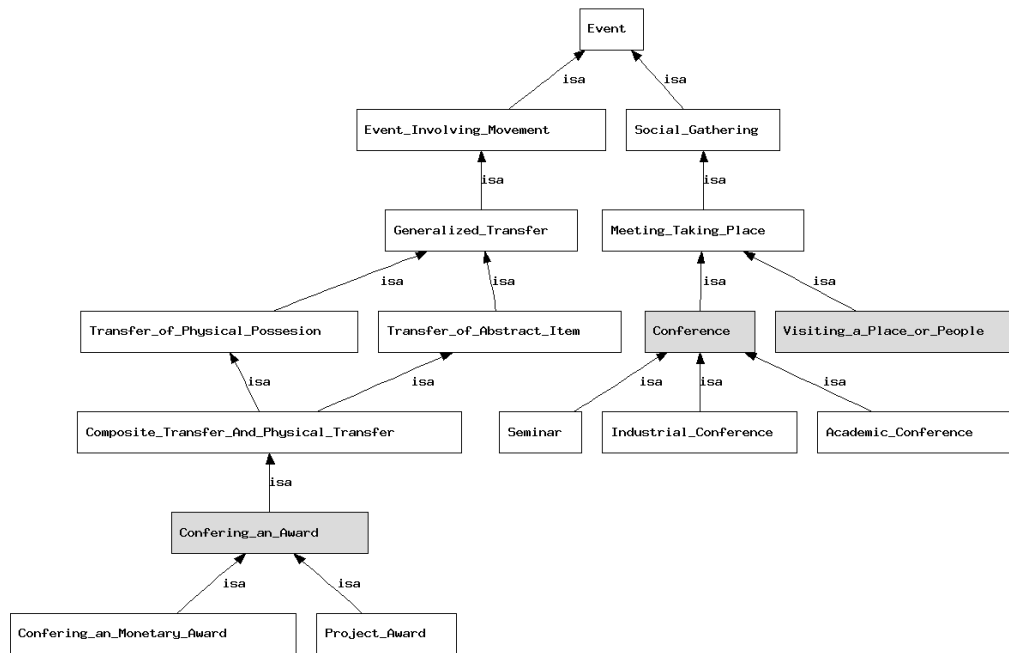 Event
isa
isa
Event_Involving_Movement
Social_Gathering
isa
isa
Generalized_Transfer
Meeting_Taking_Place
isa
isa
isa
isa
Transfer_of_Physical_Possesion
Transfer_of_Abstract_Item
Conference
Visiting_a_Place_or_People
isa
isa
isa
isa
isa
Composite_Transfer_And_Physical_Transfer
Seminar
Industrial_Conference
Academic_Conference
isa
Confering_an_Award
isa
isa
Confering_an_Monetary_Award
Project_Award